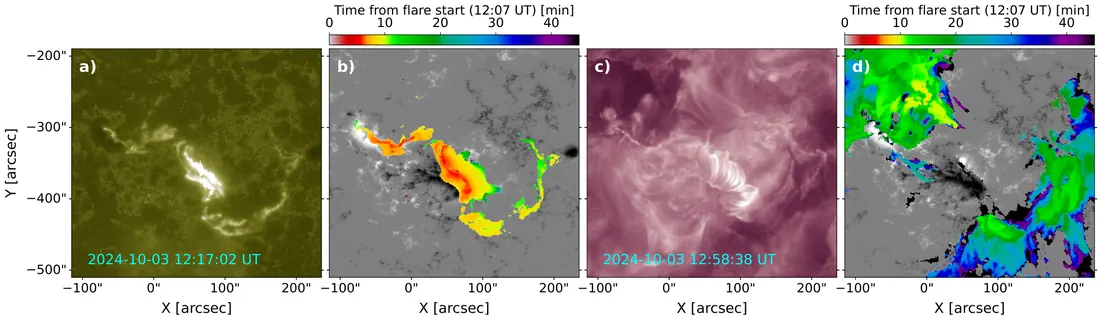 Time from flare start (12:07 UT) [min]
0 10 20 30 40
Time from flare start (12:07 UT) [min]
0 10 20 30 40
a)
b)
c)
d)
−200"
−300"
−400"
−500"
Y [arcsec]
2024-10-03 12:17:02 UT
2024-10-03 12:58:38 UT
−100" 0" 100" 200"
−100" 0" 100" 200"
−100" 0" 100" 200"
−100" 0" 100" 200"
X [arcsec]
X [arcsec]
X [arcsec]
X [arcsec]